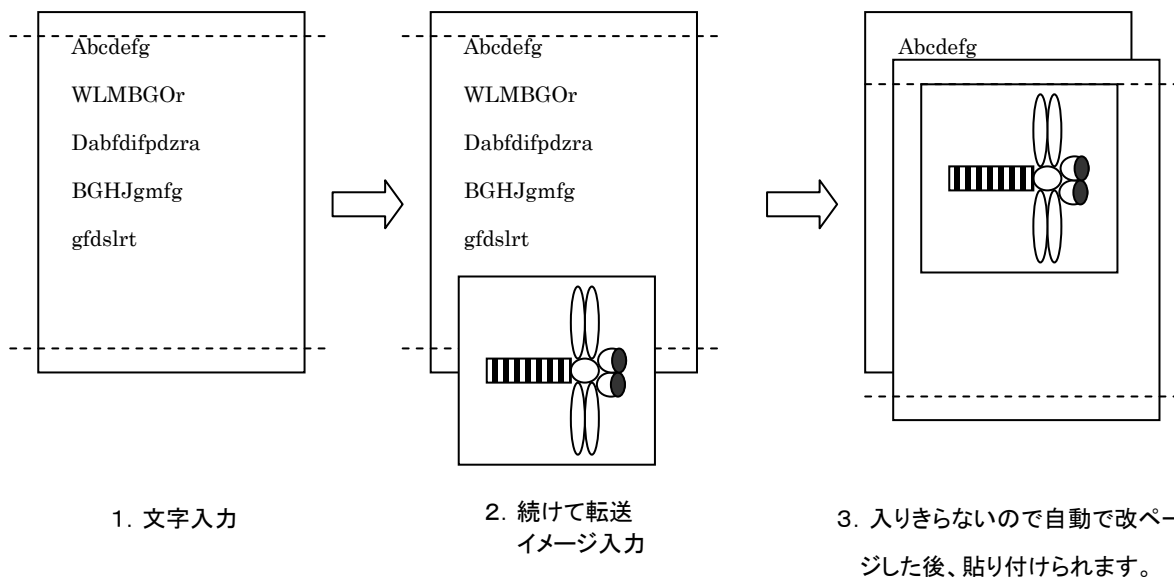 Abcdefg
WLMBGOr
Dabfdifpdzra
BGHJgmfg
gfdslrt
Abcdefg
WLMBGOr
Dabfdifpdzra
BGHJgmfg
gfdslrt
Abcdefg
1. 文字入力
2. 続けて転送
イメージ入力
3. 入りきらないので自動で改ペー
ジした後、貼り付けられます。